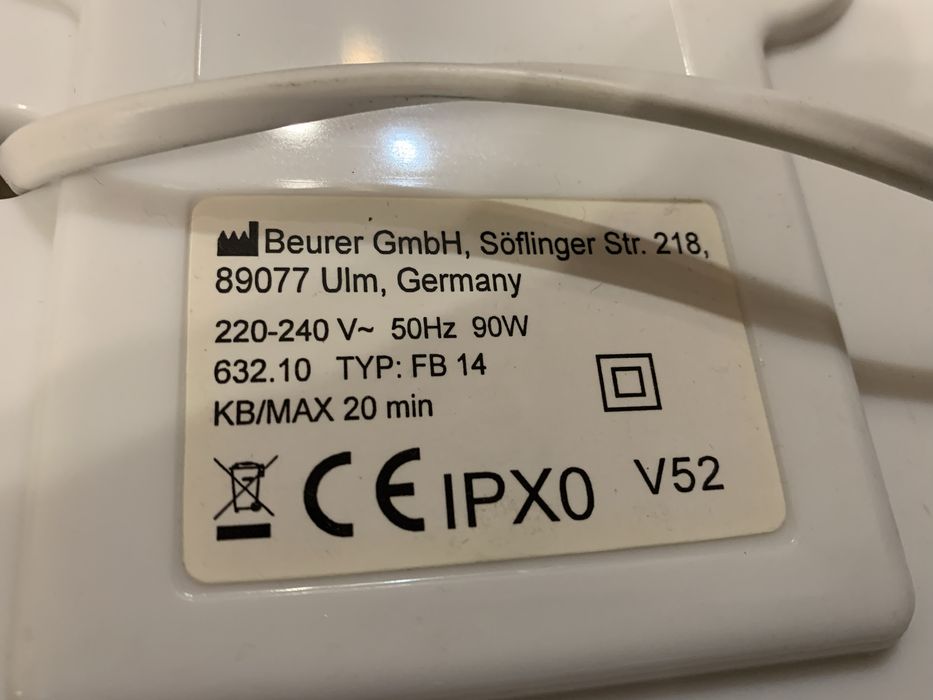 Beurer GmbH, Söflinger Str. 218,
89077 Ulm, Germany
220-240 V~ 50Hz 90W
632.10 TYP: FB 14
KB/MAX 20 min
CE IPX0 V52